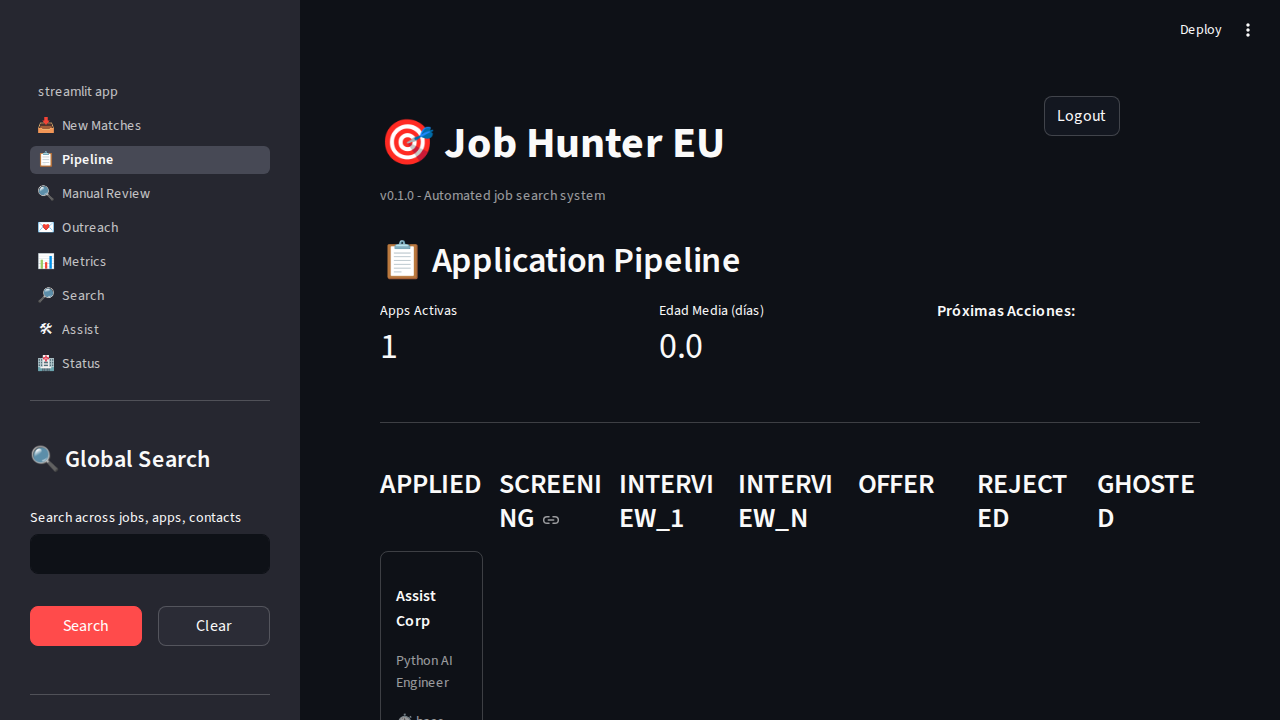 Deploy
streamlit app
New Matches
Pipeline
Manual Review
Outreach
Metrics
Search
Assist
Status
Global Search
Search across jobs, apps, contacts
Search
Clear
Logout
Job Hunter EU
v0.1.0 - Automated job search system
Application Pipeline
Apps Activas
1
Edad Media (días)
0.0
Próximas Acciones:
APPLIED
SCREENI
NG
INTERVI
EW_1
INTERVI
EW_N
OFFER
REJECT
ED
GHOSTE
D
Assist
Corp
Python AI
Engineer